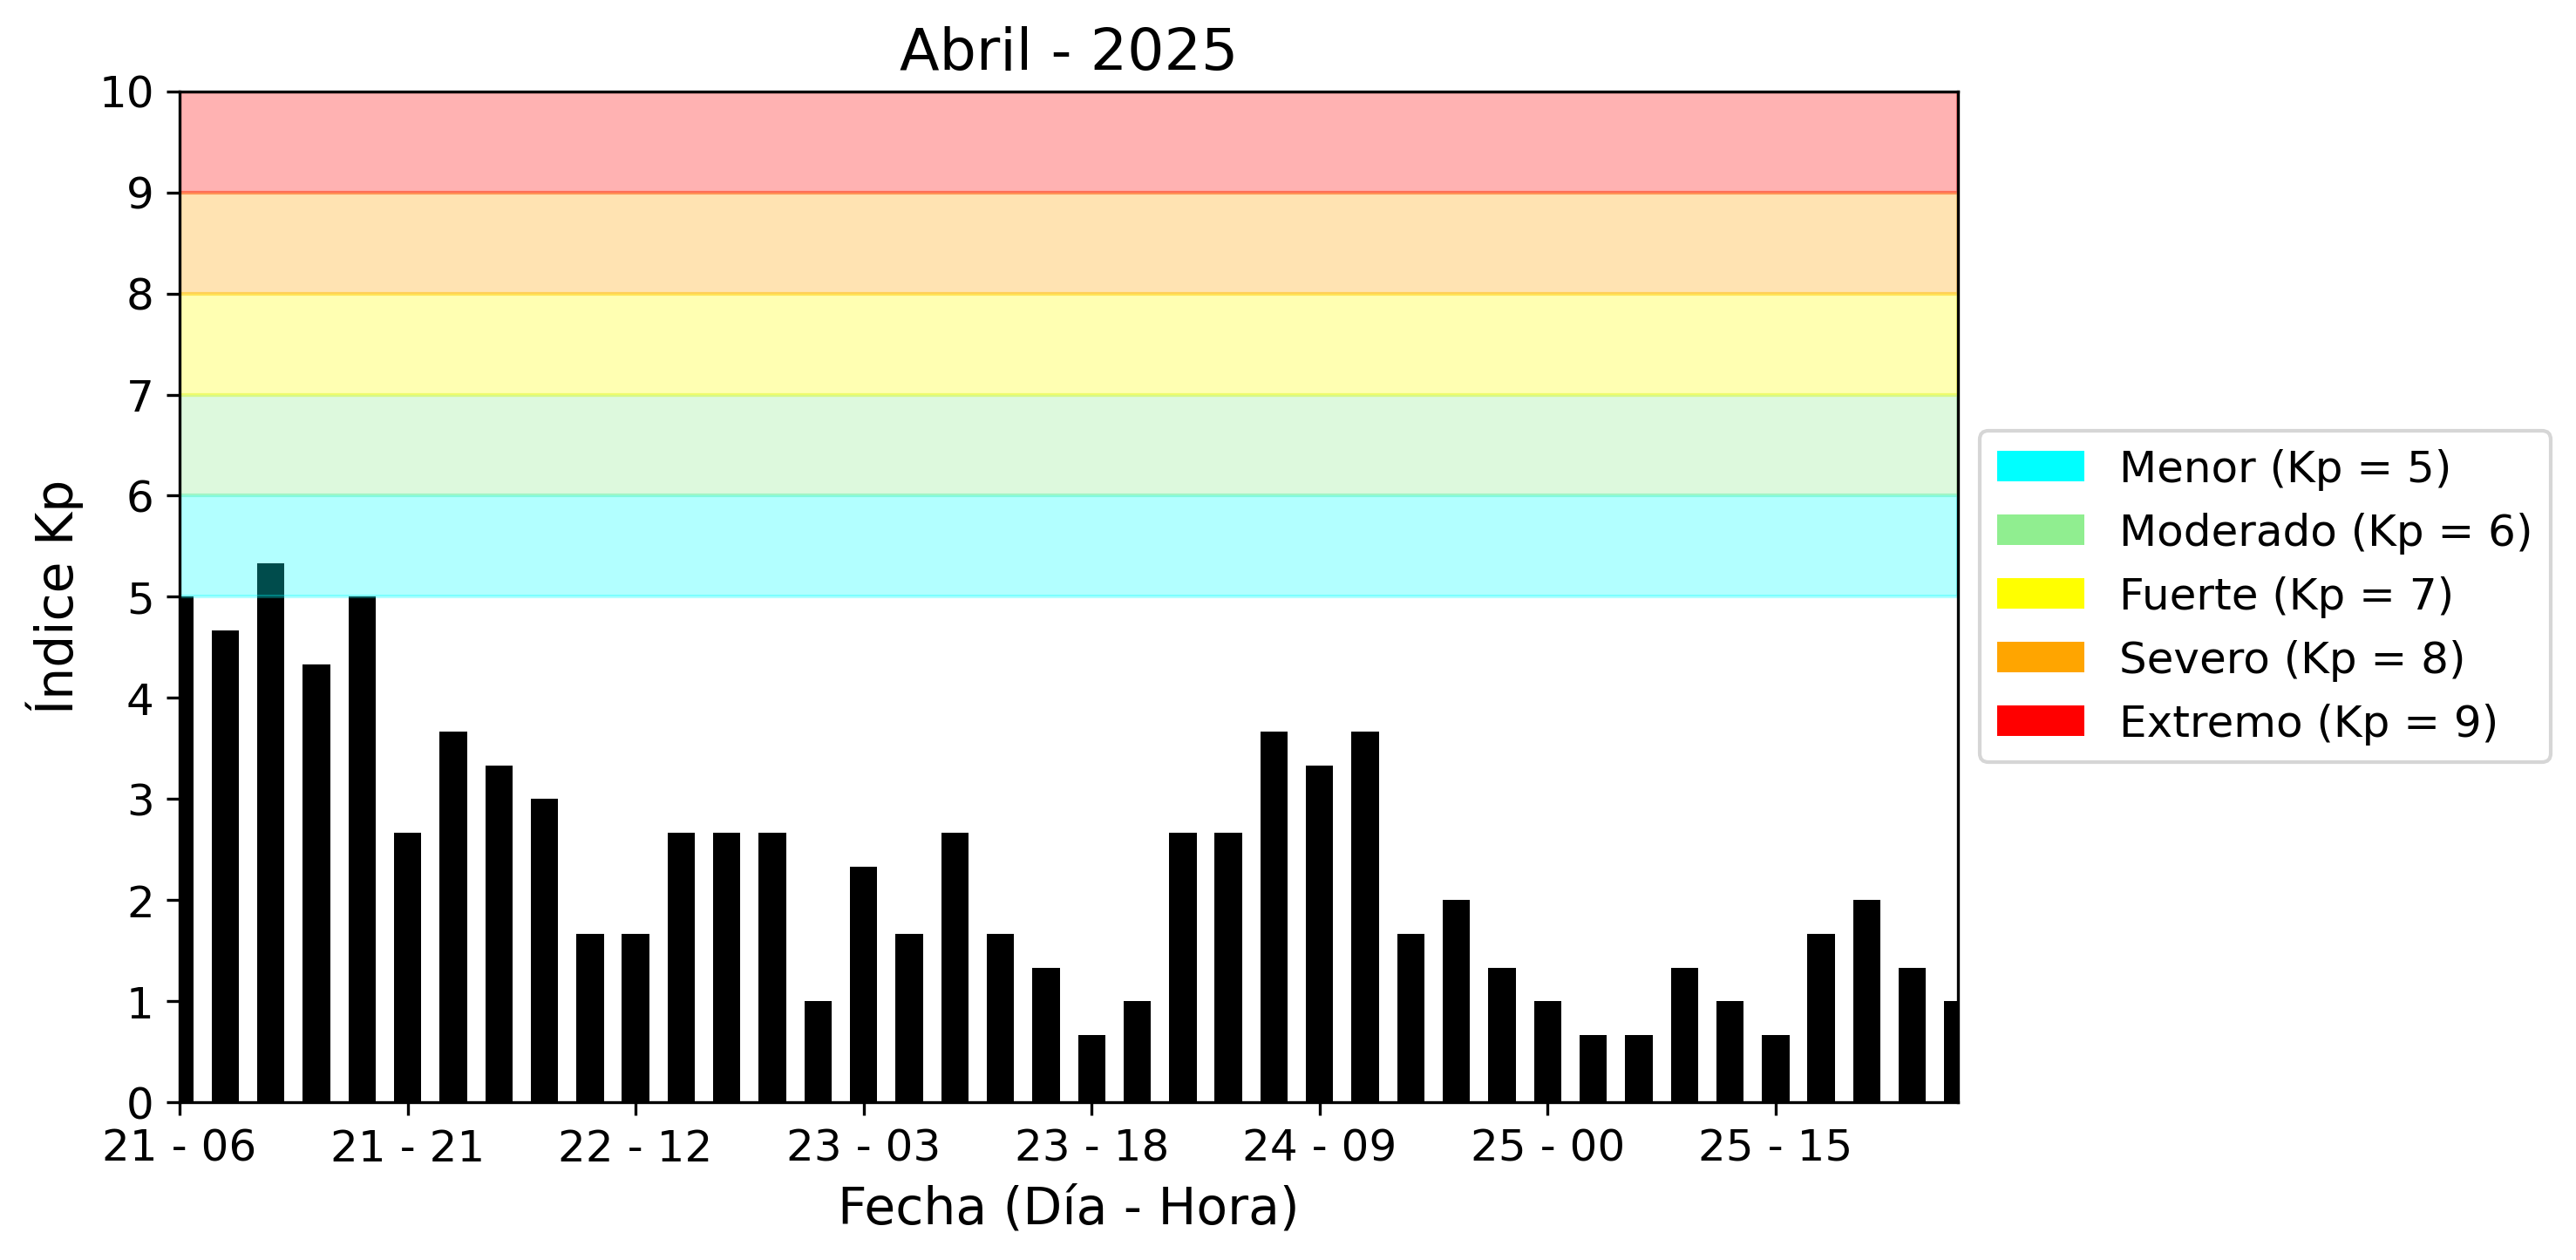 Abril - 2025
10
9
8
7
6
5
4
3
2
1
0
Índice Kp
21 - 06
21 - 21
22 - 12
23 - 03
23 - 18
24 - 09
25 - 00
25 - 15
Fecha (Día - Hora)
Menor (Kp = 5)
Moderado (Kp = 6)
Fuerte (Kp = 7)
Severo (Kp = 8)
Extremo (Kp = 9)